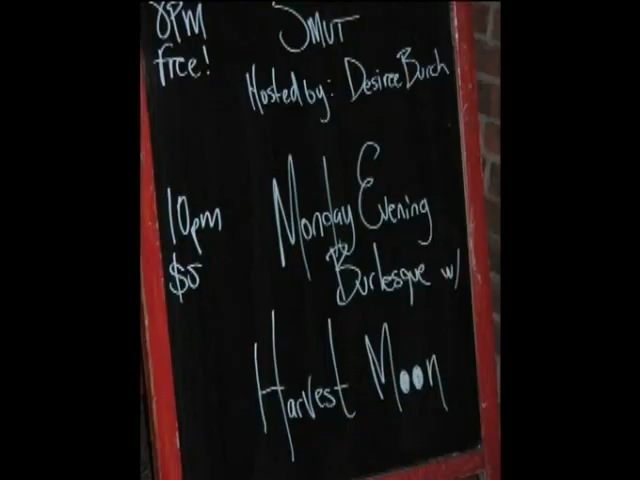 8PM Smut
free!
Hosted by: Desiree Burch
10pm Monday Evening
$5 Burlesque w/
Harvest Moon